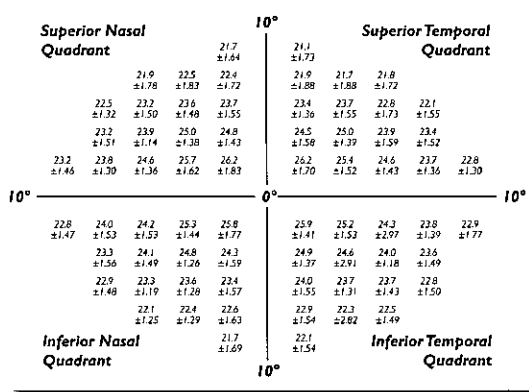 10°
Superior Nasal Superior Temporal
Quadrant Quadrant
21.7 21.1
±1.64 ±1.73
21.9 22.5 22.4 21.9 21.7 21.8
±1.78 ±1.83 ±1.72 ±1.88 ±1.88 ±1.72
22.5 23.2 23.6 23.7 23.4 23.7 22.8 22.1
±1.32 ±1.50 ±1.48 ±1.55 ±1.36 ±1.55 ±1.73 ±1.55
23.2 23.9 25.0 24.8 24.5 25.0 23.9 23.4
±1.51 ±1.14 ±1.38 ±1.43 ±1.58 ±1.39 ±1.59 ±1.52
23.2 23.8 24.6 25.7 26.2 26.2 25.4 24.6 23.7 22.8
±1.46 ±1.30 ±1.36 ±1.62 ±1.83 ±1.70 ±1.52 ±1.43 ±1.36 ±1.30
10° 0° 10°
22.8 24.0 24.2 25.3 25.8 25.9 25.2 24.3 23.8 22.9
±1.47 ±1.53 ±1.53 ±1.44 ±1.77 ±1.41 ±1.53 ±2.97 ±1.39 ±1.77
23.3 24.1 24.8 24.3 24.9 24.6 24.0 23.6
±1.56 ±1.49 ±1.26 ±1.59 ±1.37 ±2.91 ±1.18 ±1.49
22.9 23.3 23.6 23.4 24.0 23.7 23.7 22.8
±1.48 ±1.19 ±1.28 ±1.57 ±1.55 ±1.31 ±1.43 ±1.50
22.1 22.4 22.6 22.9 22.3 22.5
±1.25 ±1.29 ±1.63 ±1.54 ±2.82 ±1.49
Inferior Nasal 21.7 22.1 Inferior Temporal
Quadrant ±1.69 ±1.54 Quadrant
10°